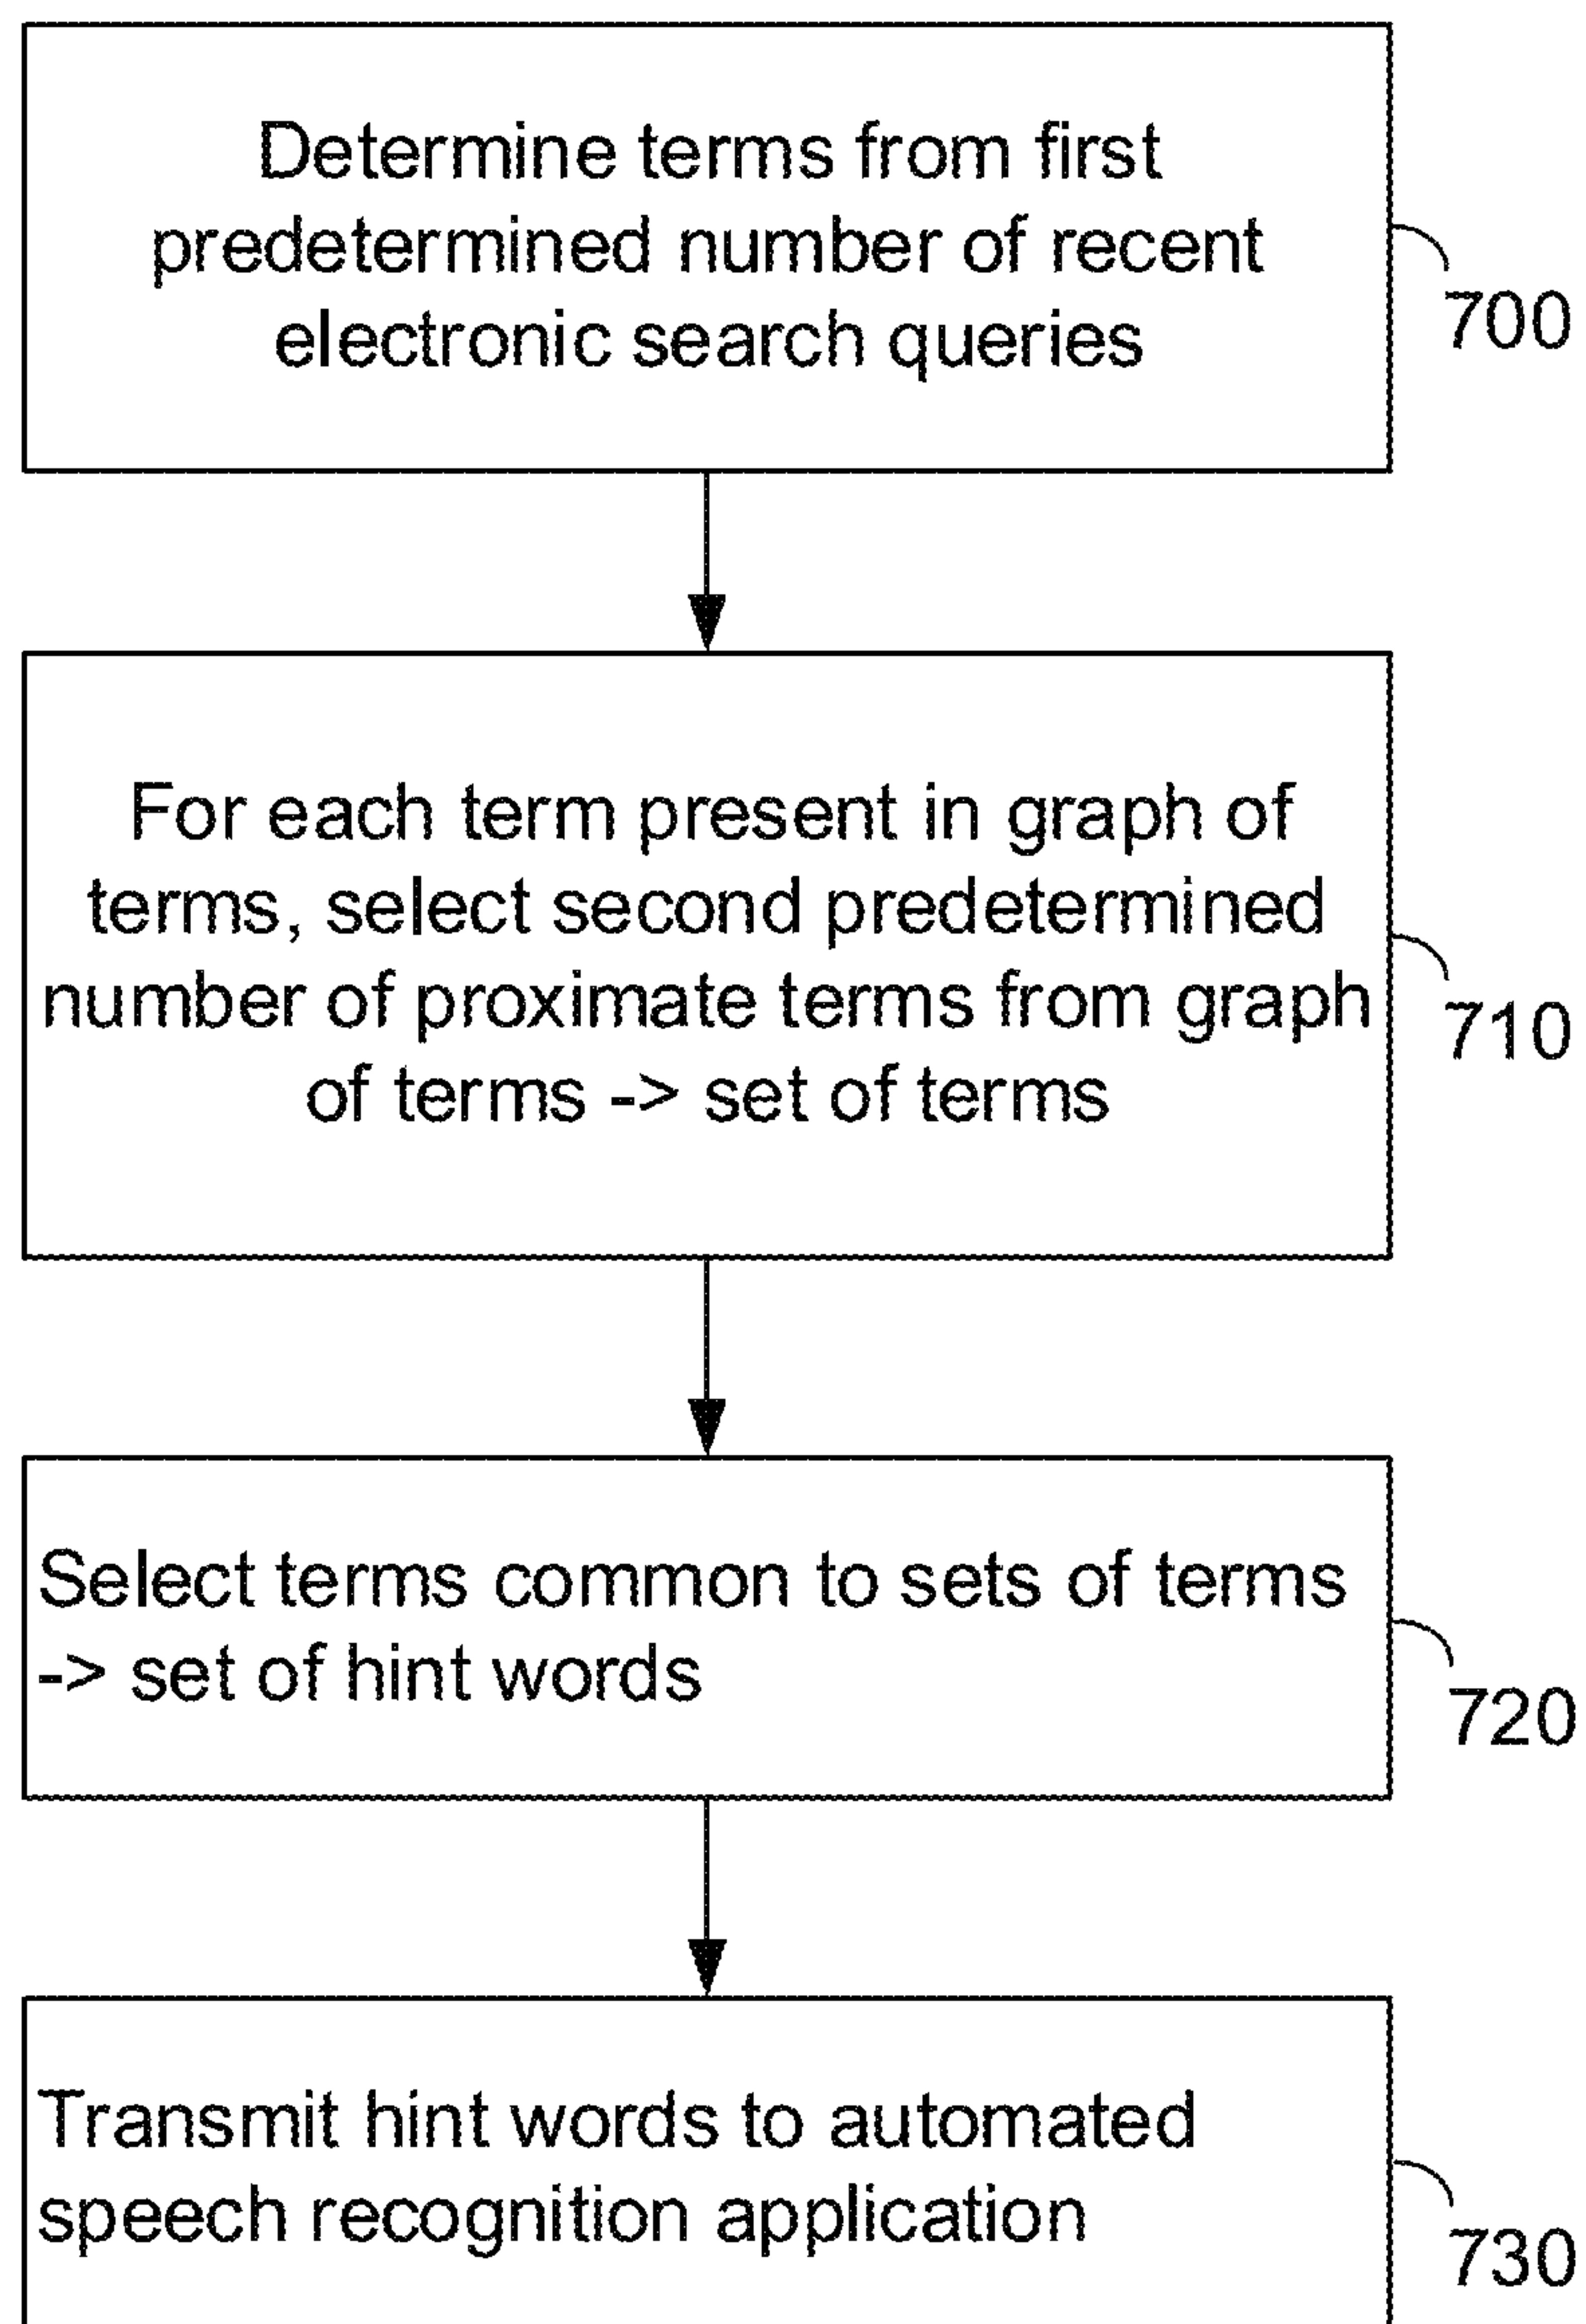 Determine terms from first
predetermined number of recent
electronic search queries
700
For each term present in graph of
terms, select second predetermined
number of proximate terms from graph
of terms -> set of terms
710
Select terms common to sets of terms
-> set of hint words
720
Transmit hint words to automated
speech recognition application
730